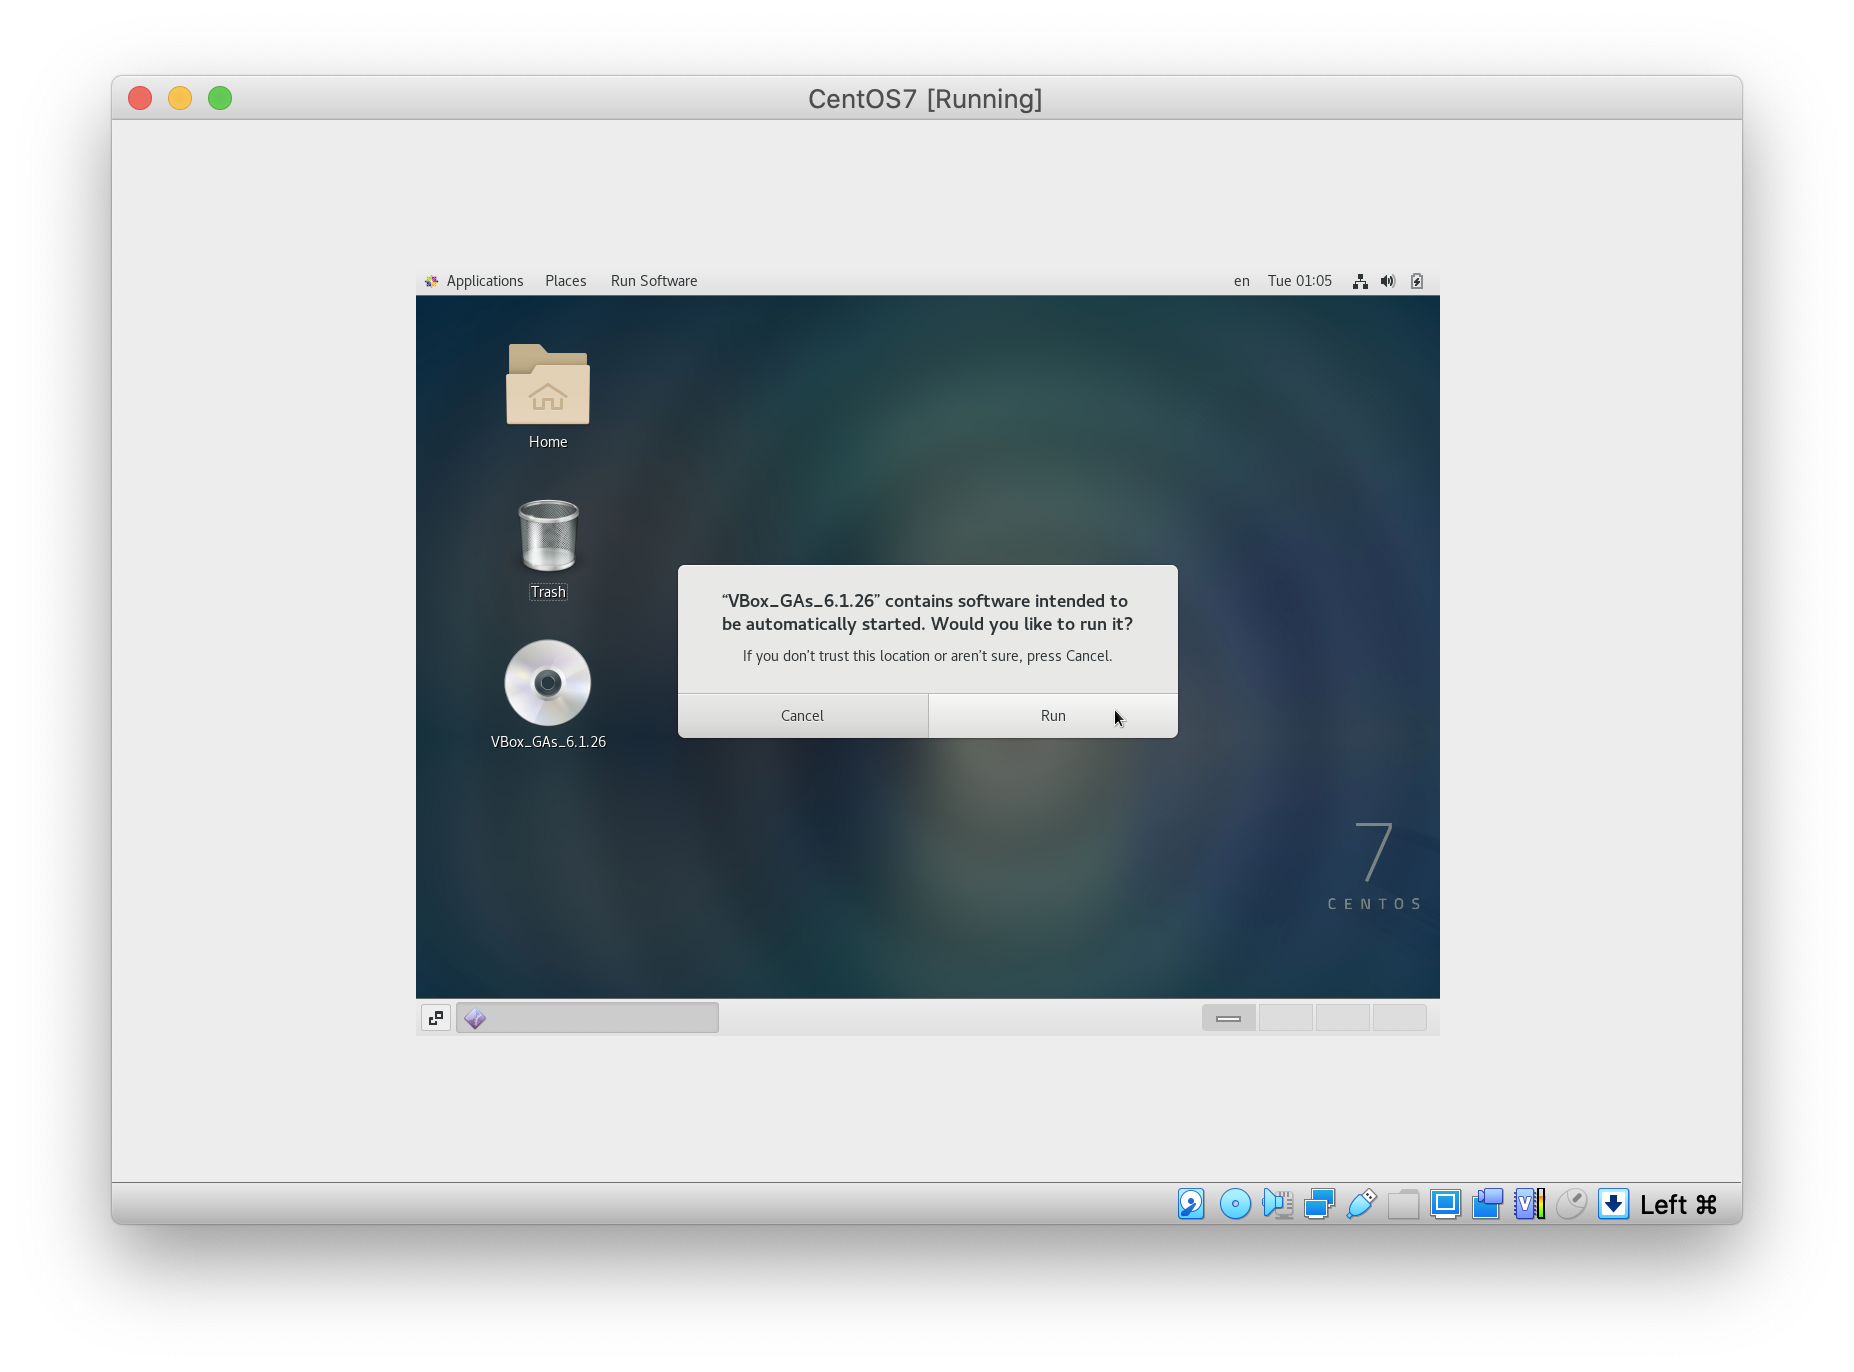 CentOS7 [Running]
Applications Places Run Software en Tue 01:05
Home
Trash
VBox_GAs_6.1.26
“VBox_GAs_6.1.26” contains software intended to
be automatically started. Would you like to run it?
If you don’t trust this location or aren’t sure, press Cancel.
Cancel Run
7
CENTOS
V
Left ⌘